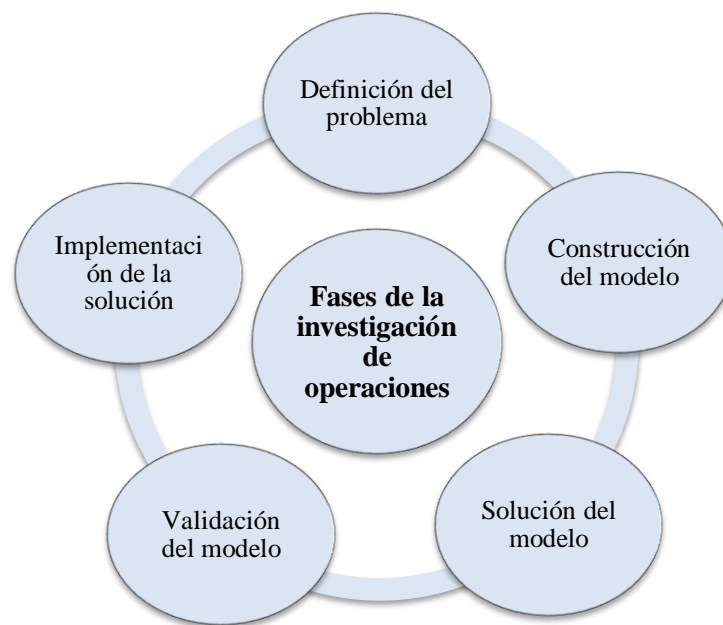 Definición del
problema
Construcción
del modelo
Solución del
modelo
Validación
del modelo
Implementaci
ón de la
solución
Fases de la
investigación
de
operaciones